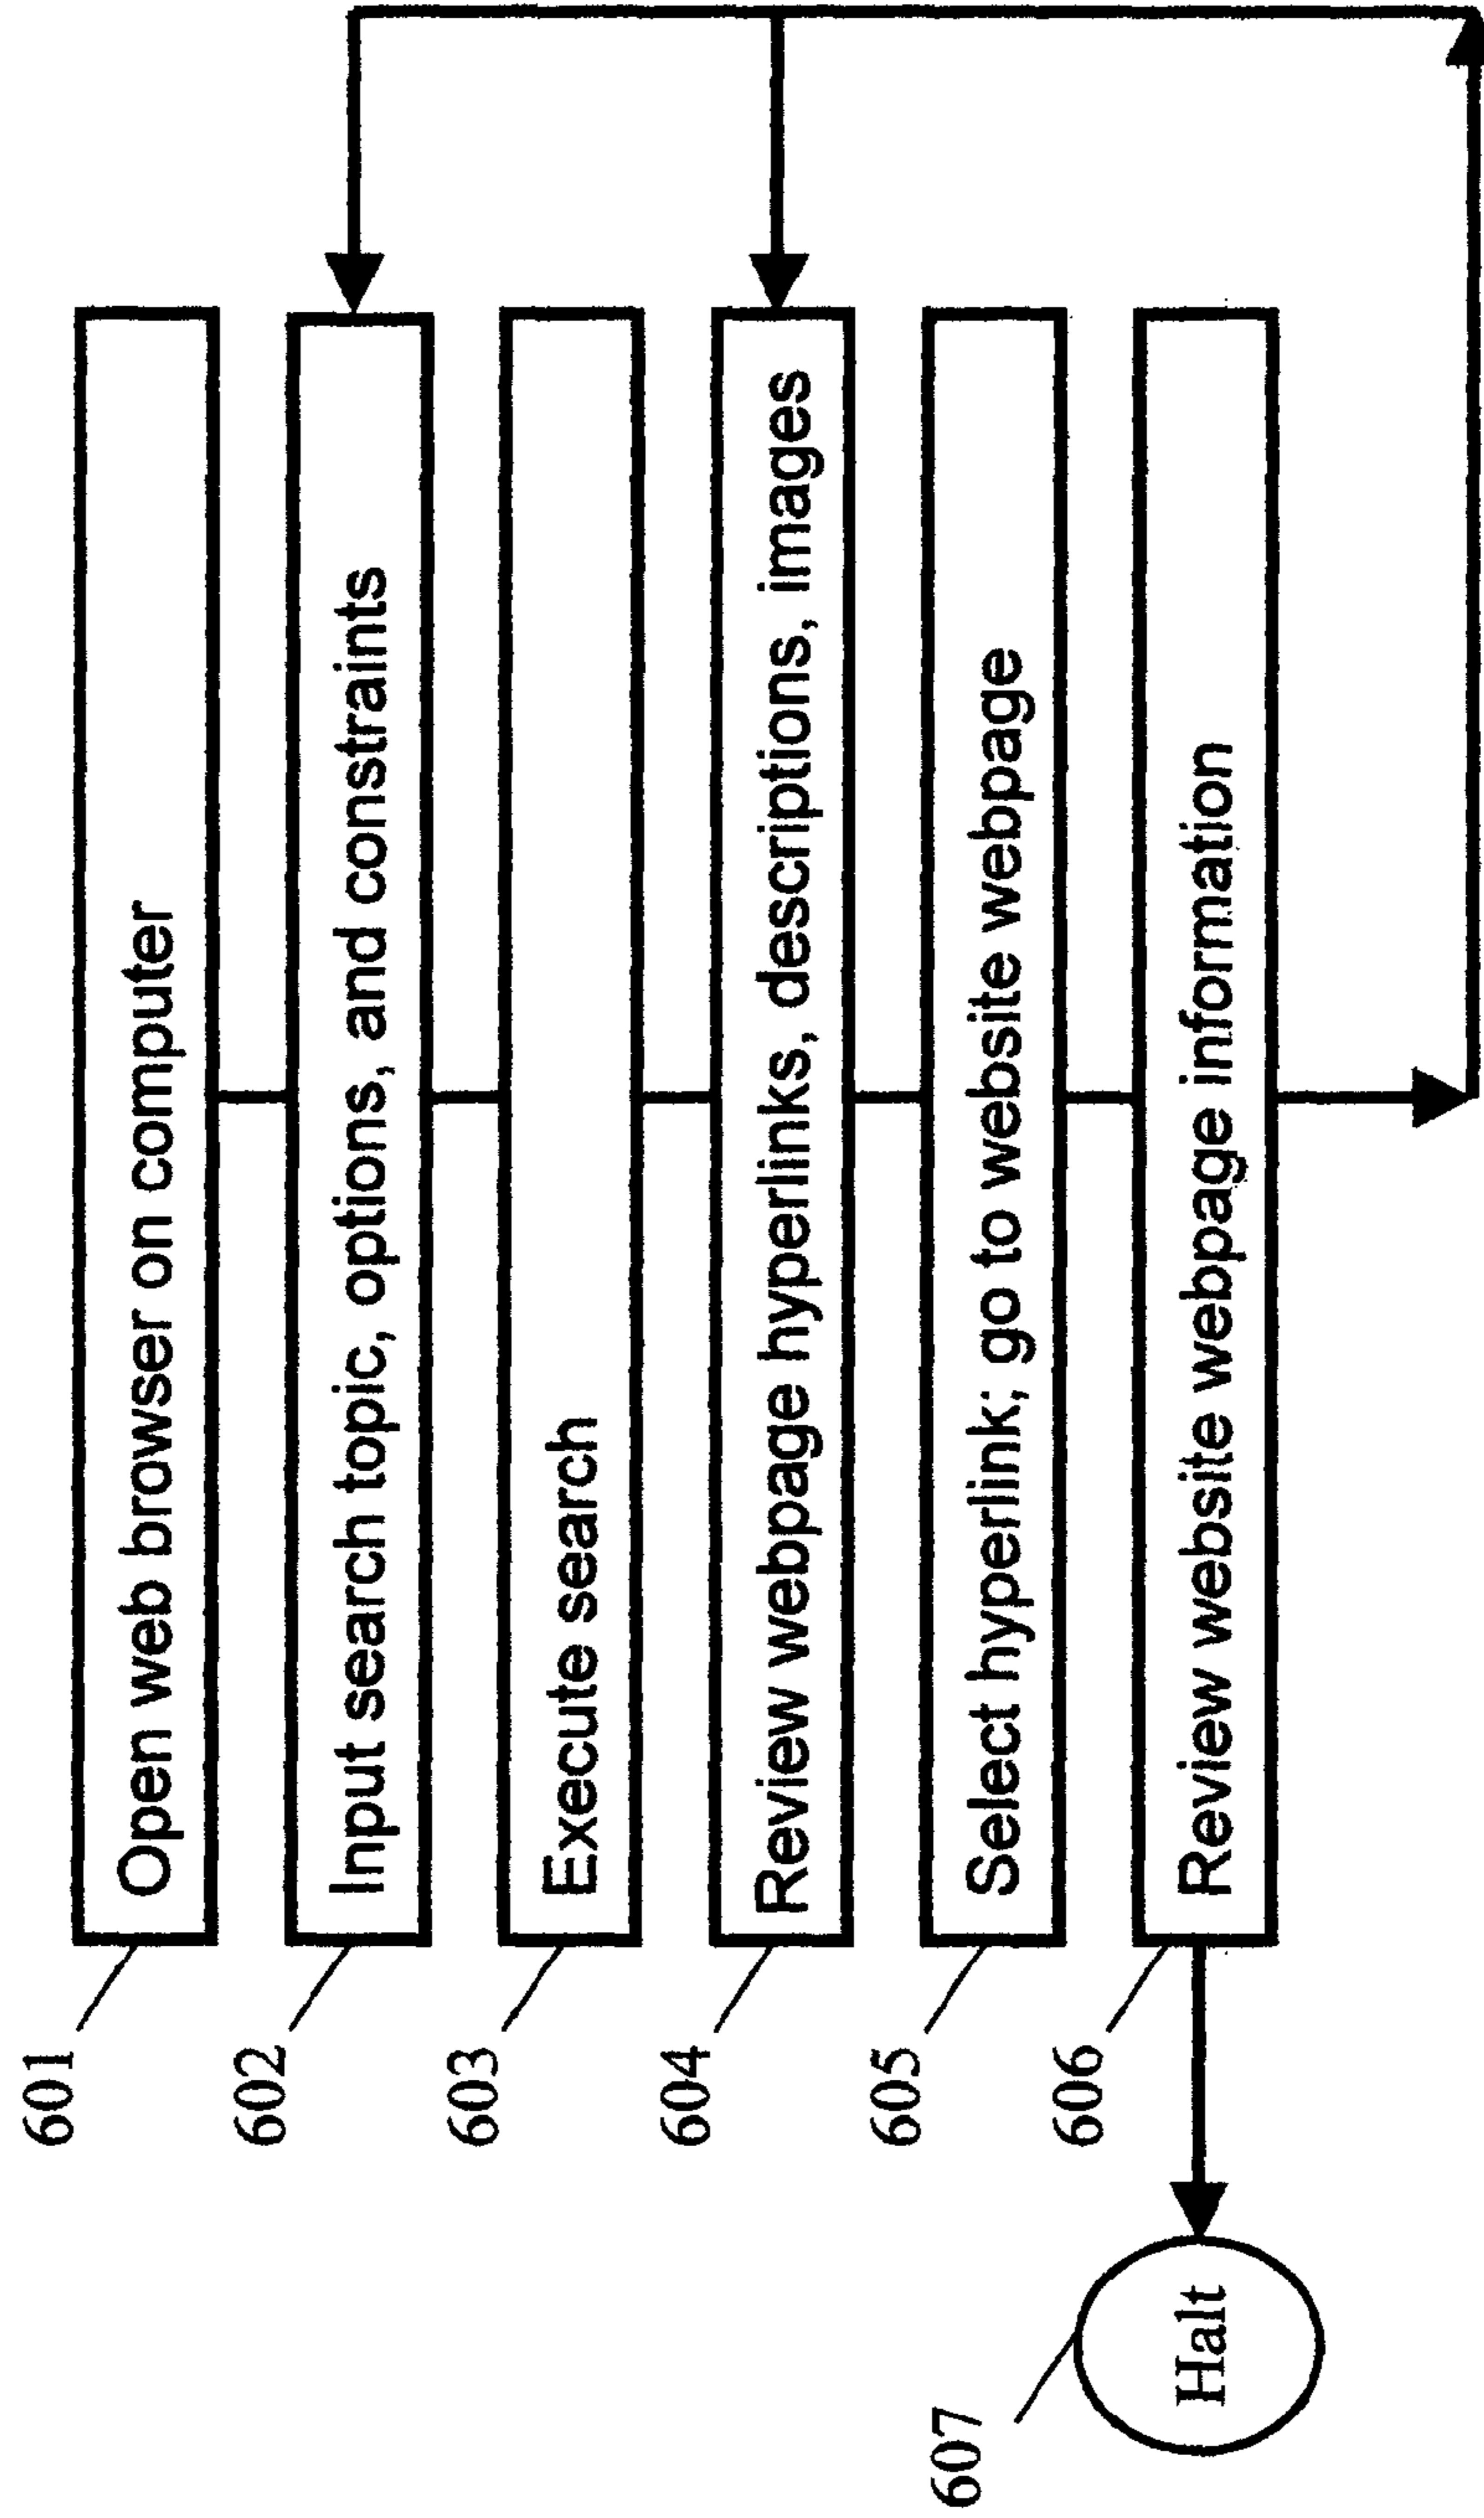 601
Open web browser on computer
602
Input search topic, options, and constraints
603
Execute search
604
Review webpage hyperlinks, descriptions, images
605
Select hyperlink; go to website webpage
606
Review website webpage information
607
Halt